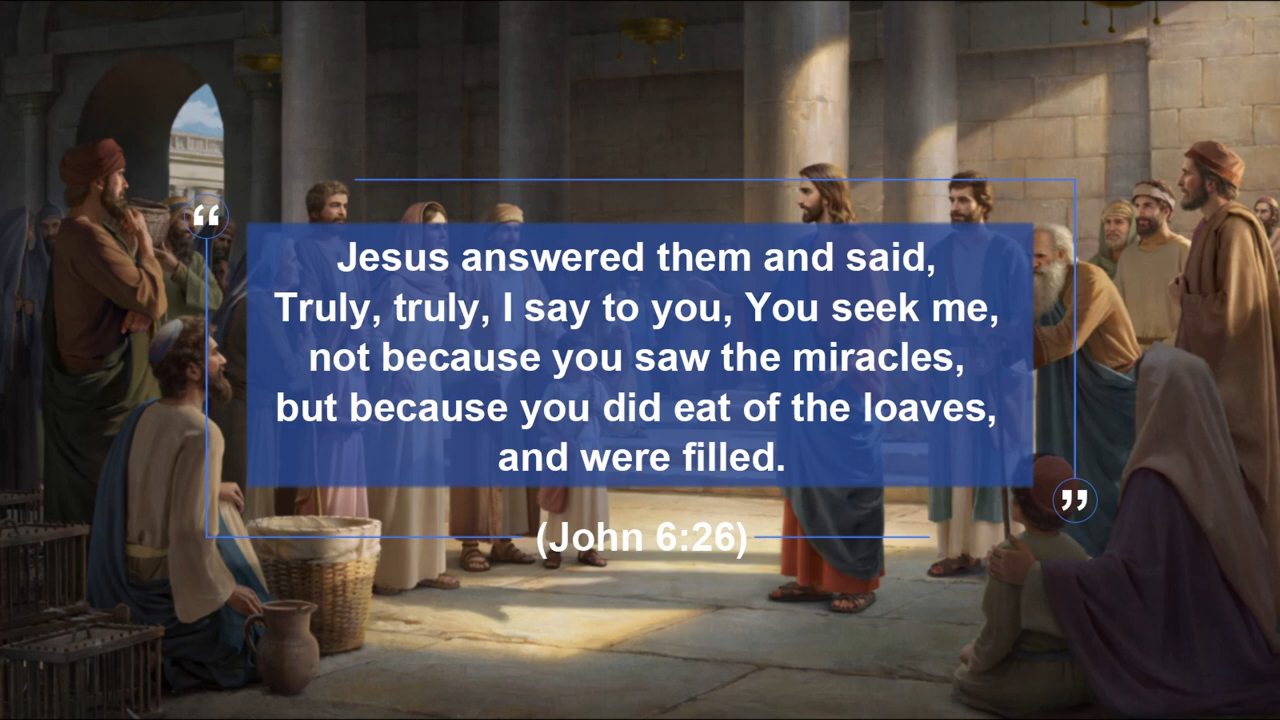 “
Jesus answered them and said,
Truly, truly, I say to you, You seek me,
not because you saw the miracles,
but because you did eat of the loaves,
and were filled.
”
(John 6:26)